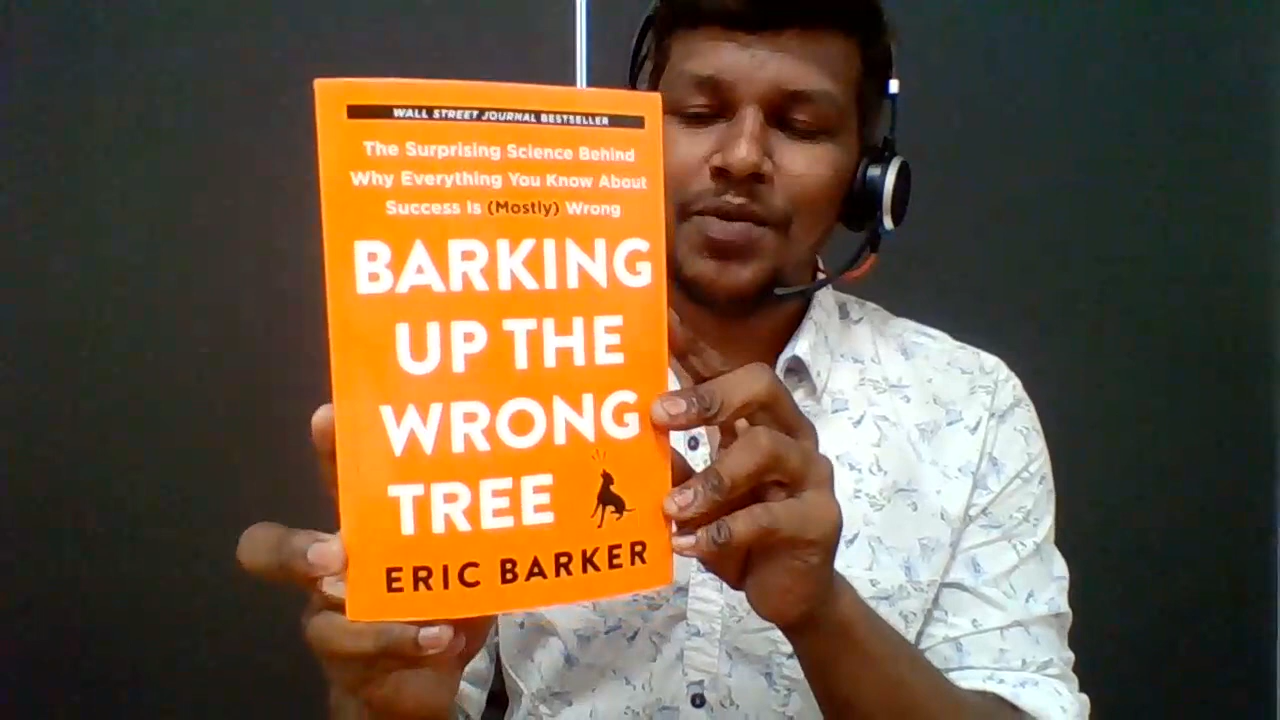 WALL STREET JOURNAL BESTSELLER
The Surprising Science Behind
Why Everything You Know About
Success Is (Mostly) Wrong
BARKING
UP THE
WRONG
TREE
ERIC BARKER